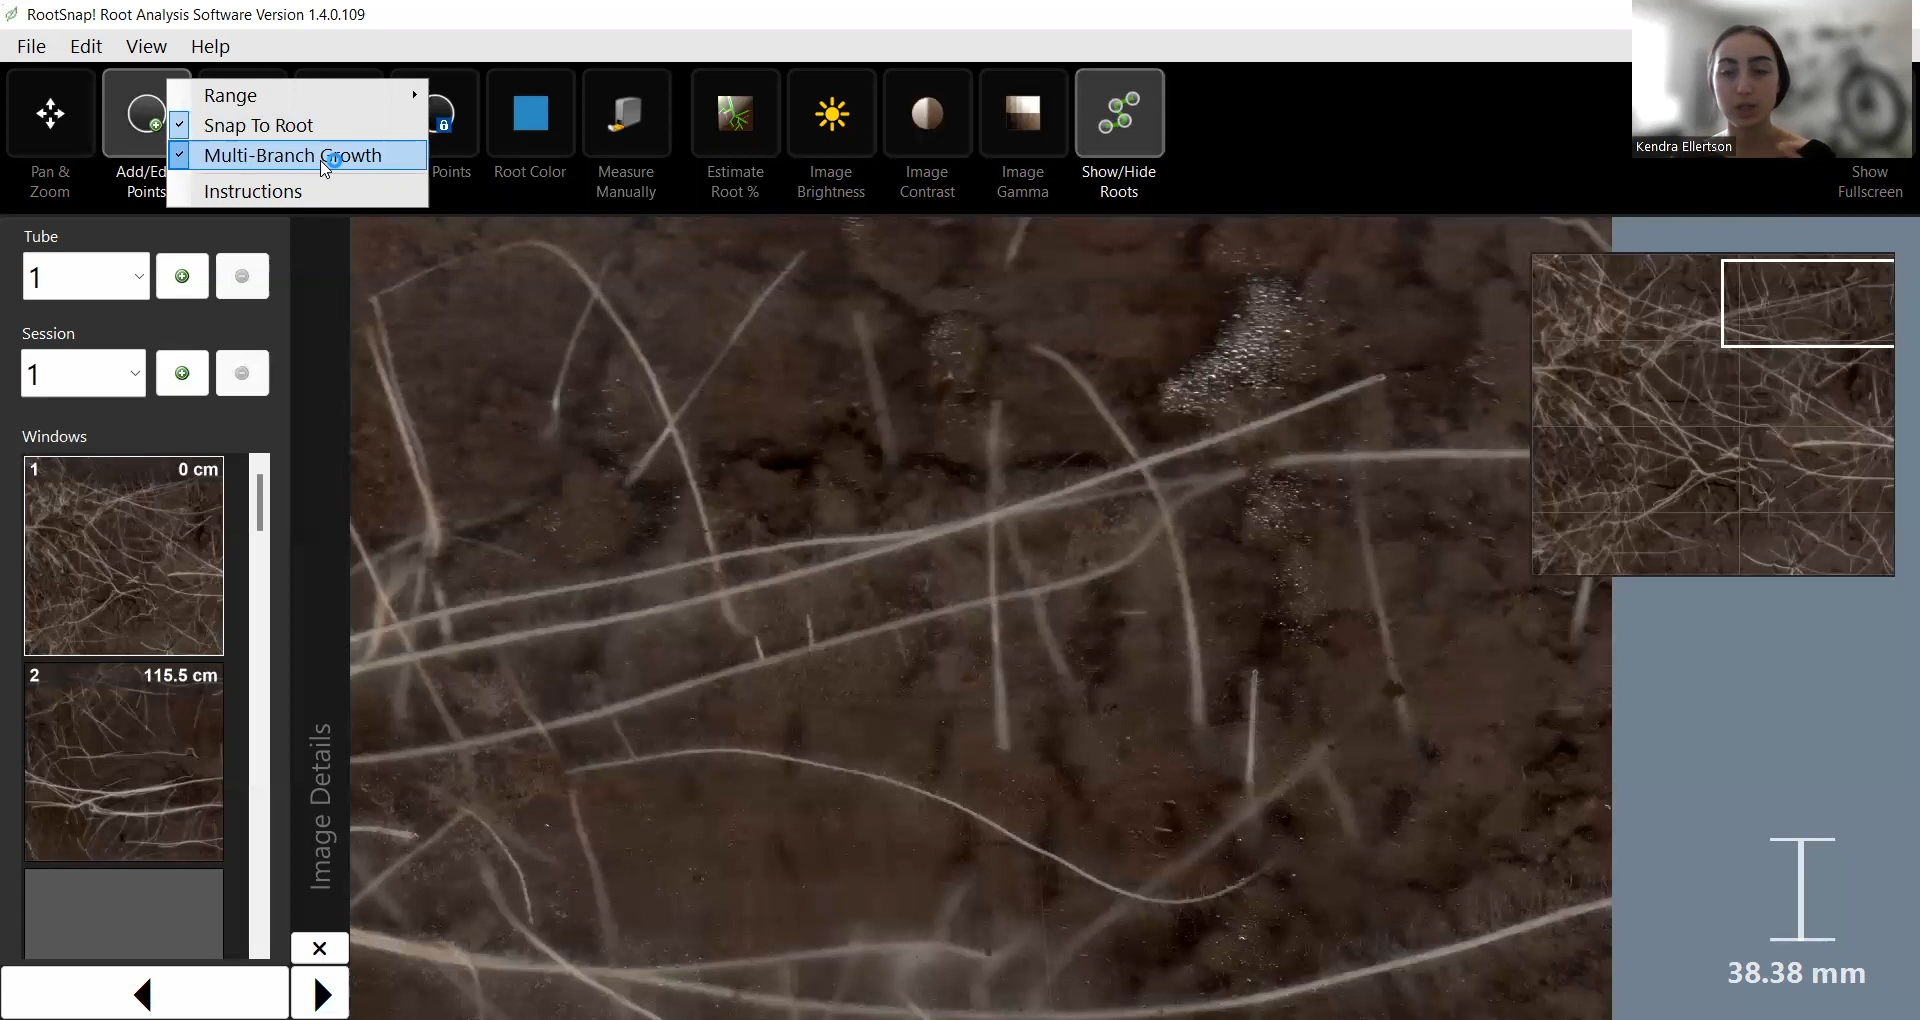 RootSnap! Root Analysis Software Version 1.4.0.109
File Edit View Help
Range
Snap To Root
Multi-Branch Growth
Instructions
Pan &
Zoom
Add/Ed
Points
Points
Root Color
Measure
Manually
Estimate
Root %
Image
Brightness
Image
Contrast
Image
Gamma
Show/Hide
Roots
Show
Fullscreen
Kendra Ellertson
Tube
1
Session
1
Windows
1 0 cm
2 115.5 cm
Image Details
38.38 mm